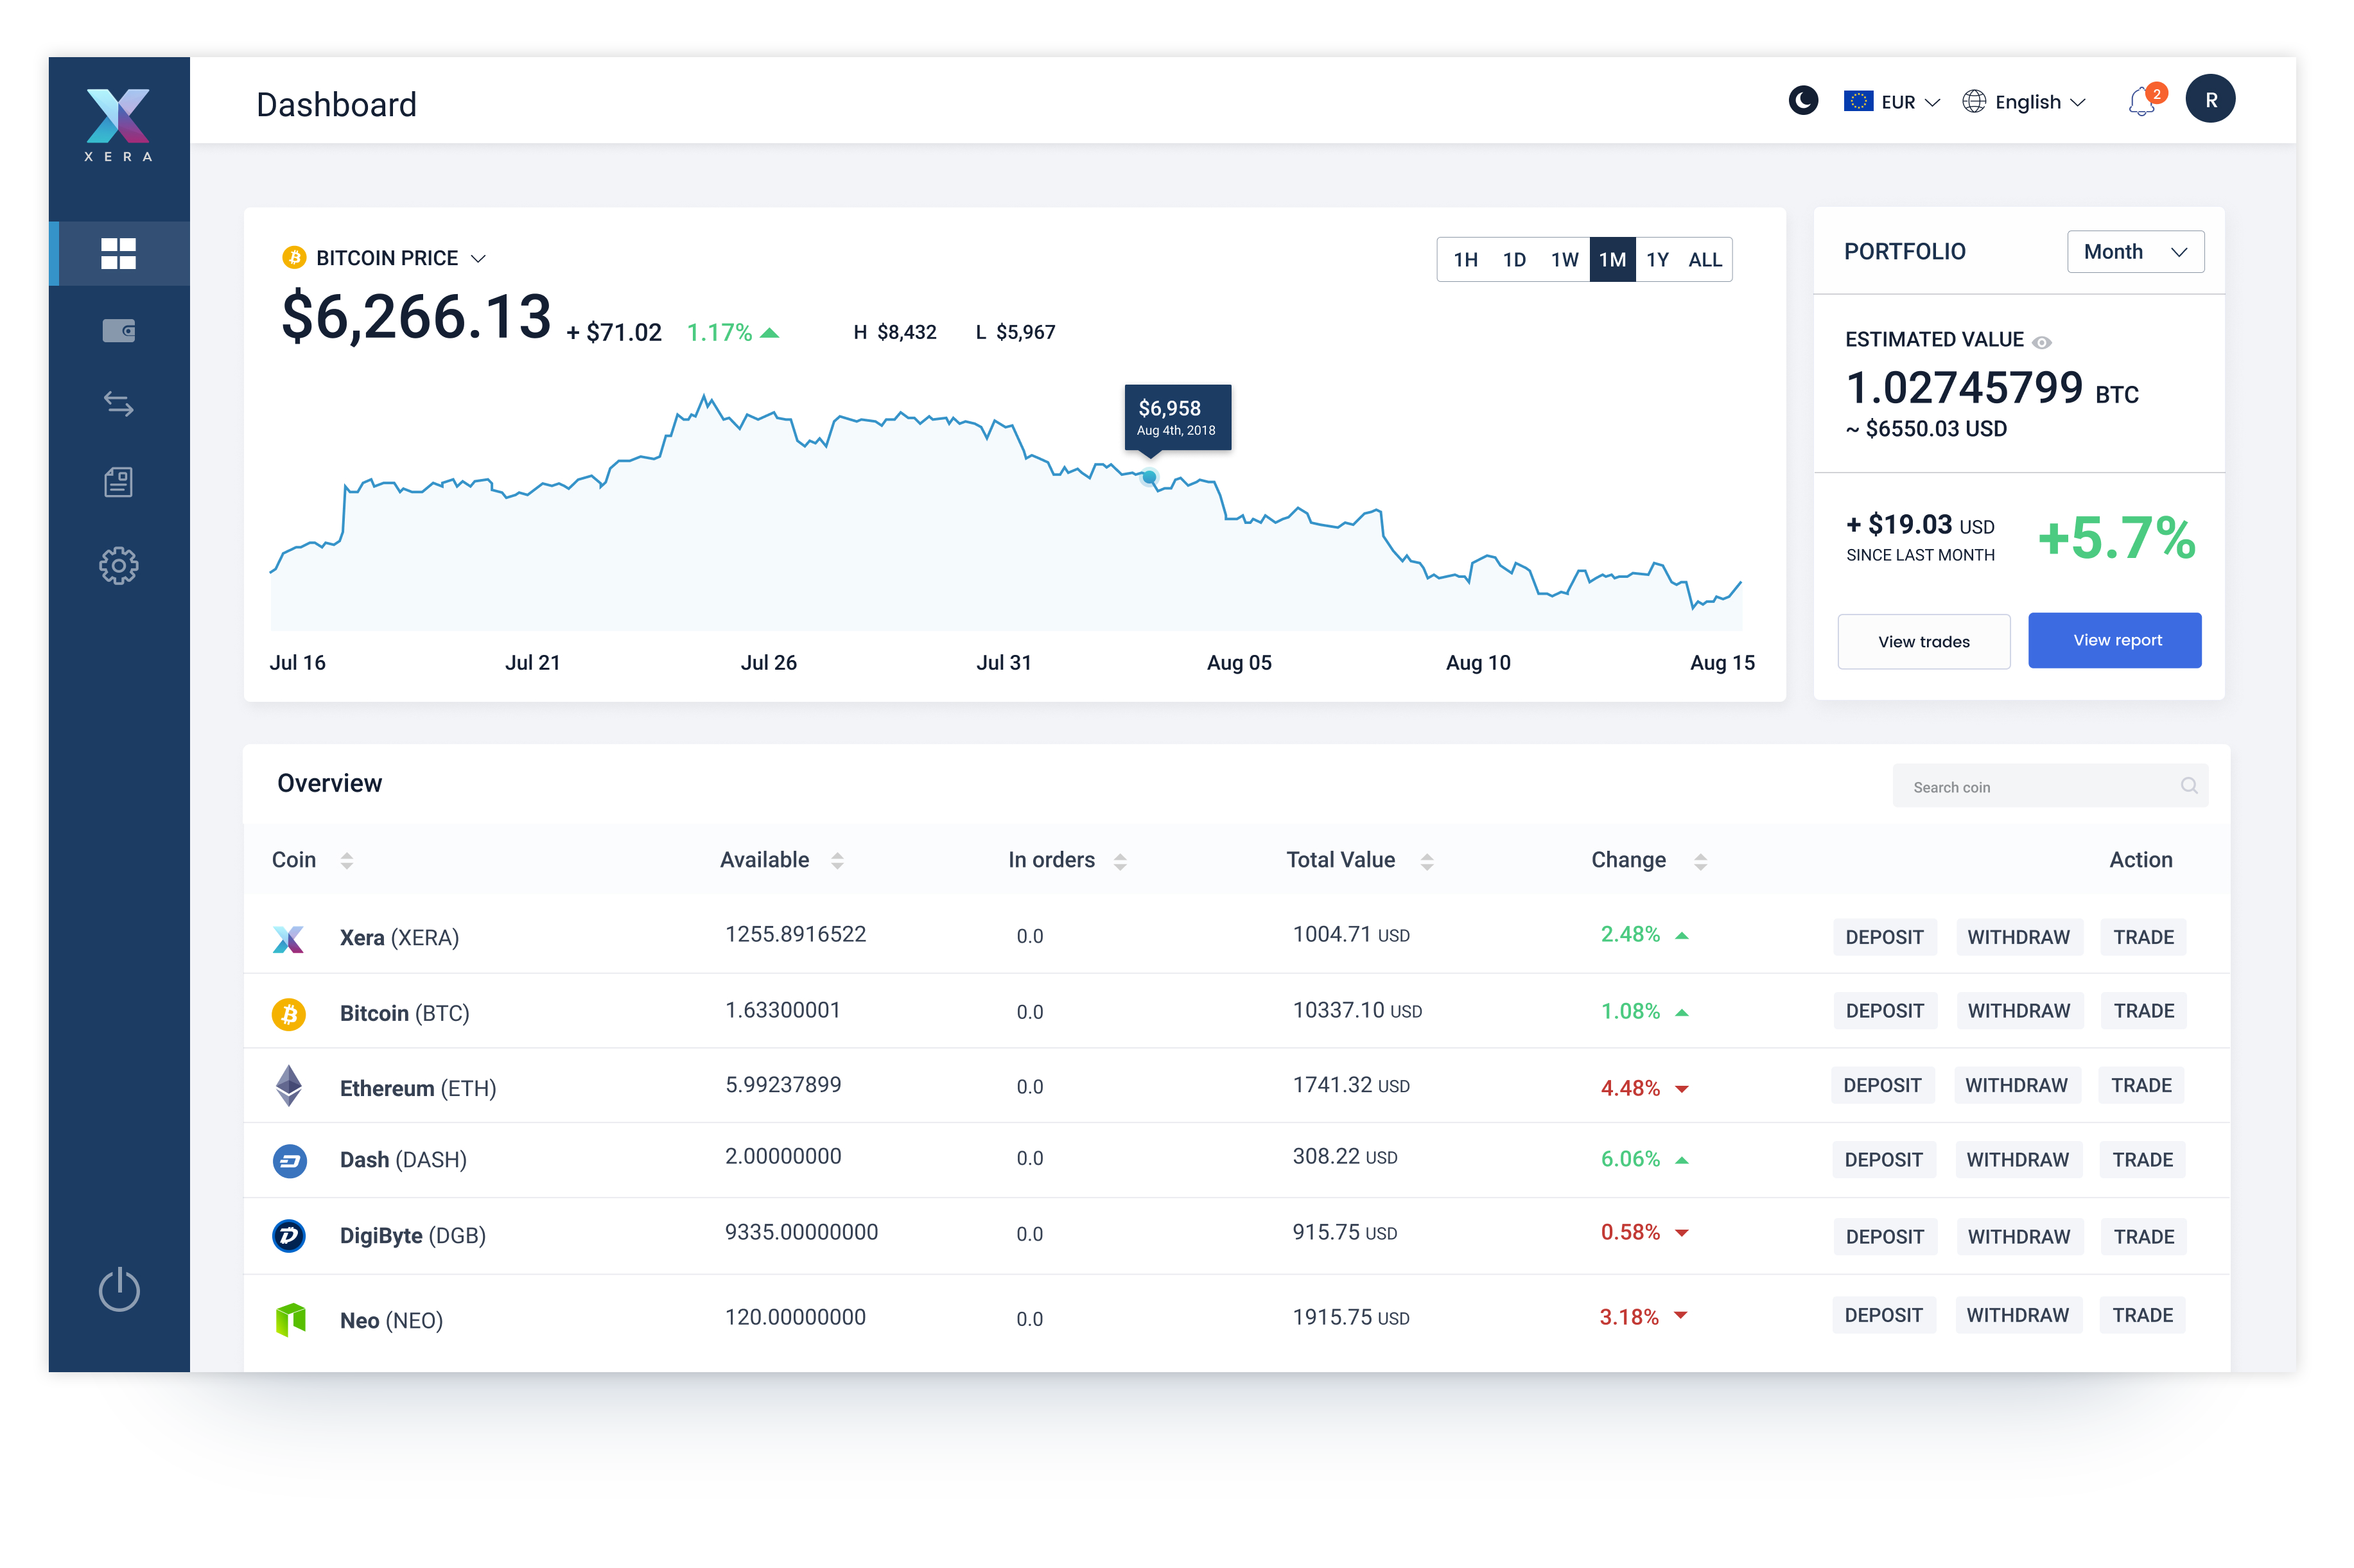 XERA
Dashboard
EUR
English
2
R
BITCOIN PRICE
1H 1D 1W 1M 1Y ALL
$6,266.13 + $71.02 1.17% H $8,432 L $5,967
$6,958
Aug 4th, 2018
Jul 16 Jul 21 Jul 26 Jul 31 Aug 05 Aug 10 Aug 15
PORTFOLIO Month
ESTIMATED VALUE
1.02745799 BTC
~ $6550.03 USD
+ $19.03 USD
SINCE LAST MONTH
+5.7%
View trades View report
Overview
Search coin
Coin Available In orders Total Value Change Action
Xera (XERA) 1255.8916522 0.0 1004.71 USD 2.48% DEPOSIT WITHDRAW TRADE
Bitcoin (BTC) 1.63300001 0.0 10337.10 USD 1.08% DEPOSIT WITHDRAW TRADE
Ethereum (ETH) 5.99237899 0.0 1741.32 USD 4.48% DEPOSIT WITHDRAW TRADE
Dash (DASH) 2.00000000 0.0 308.22 USD 6.06% DEPOSIT WITHDRAW TRADE
DigiByte (DGB) 9335.00000000 0.0 915.75 USD 0.58% DEPOSIT WITHDRAW TRADE
Neo (NEO) 120.00000000 0.0 1915.75 USD 3.18% DEPOSIT WITHDRAW TRADE